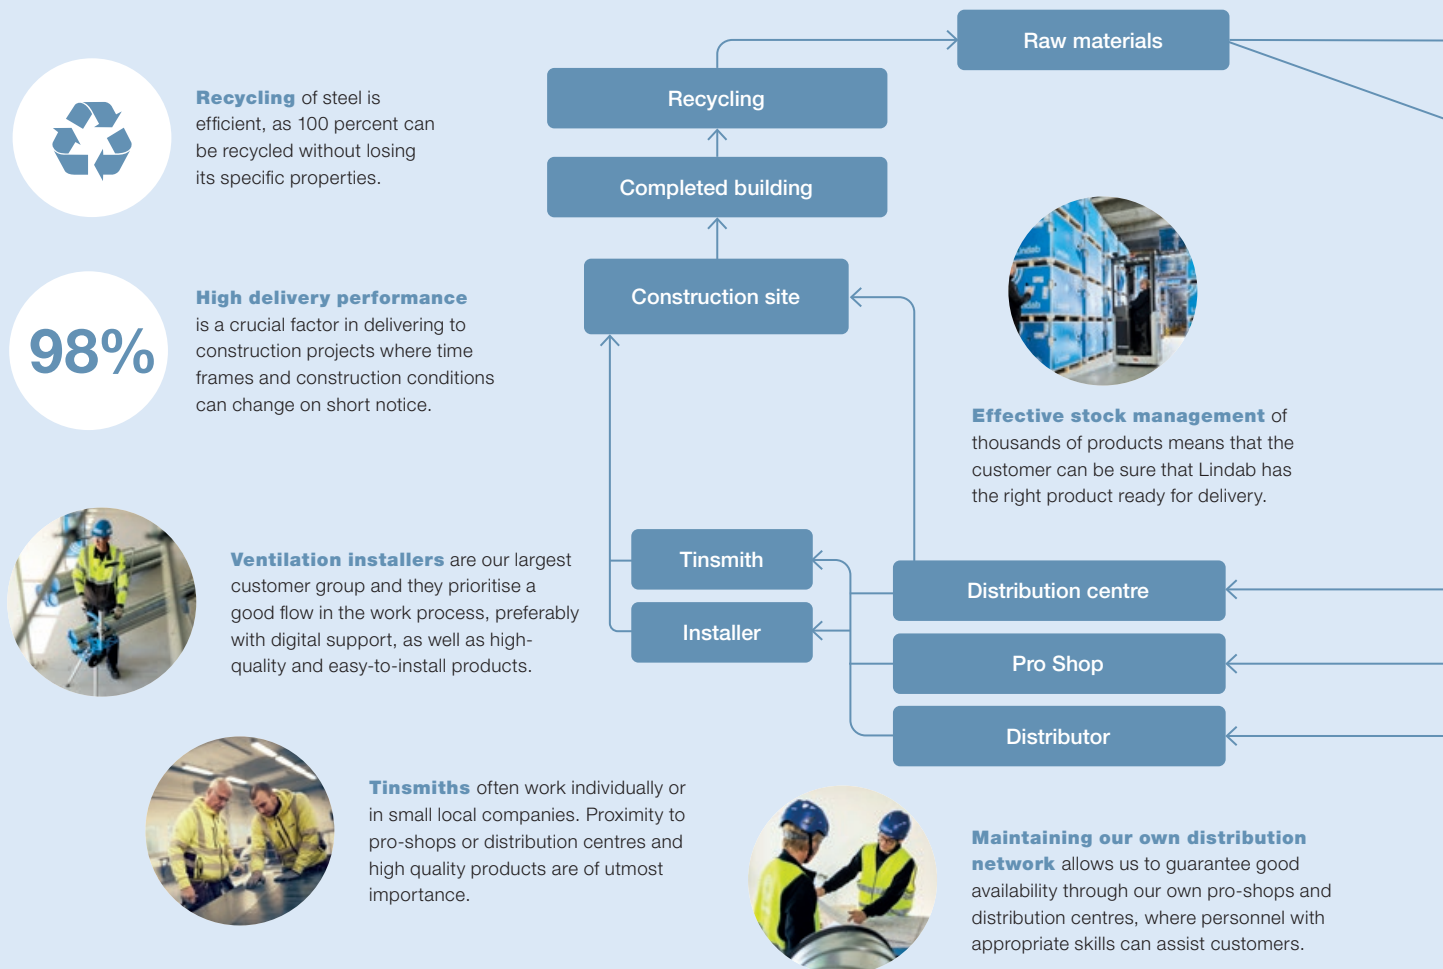 Raw materials
Recycling
Completed building
Construction site
Recycling of steel is
efficient, as 100 percent can
be recycled without losing
its specific properties.
98%
High delivery performance
is a crucial factor in delivering to
construction projects where time
frames and construction conditions
can change on short notice.
Effective stock management of
thousands of products means that the
customer can be sure that Lindab has
the right product ready for delivery.
Ventilation installers are our largest
customer group and they prioritise a
good flow in the work process, preferably
with digital support, as well as high-
quality and easy-to-install products.
Tinsmith
Installer
Distribution centre
Pro Shop
Distributor
Tinsmiths often work individually or
in small local companies. Proximity to
pro-shops or distribution centres and
high quality products are of utmost
importance.
Maintaining our own distribution
network allows us to guarantee good
availability through our own pro-shops and
distribution centres, where personnel with
appropriate skills can assist customers.